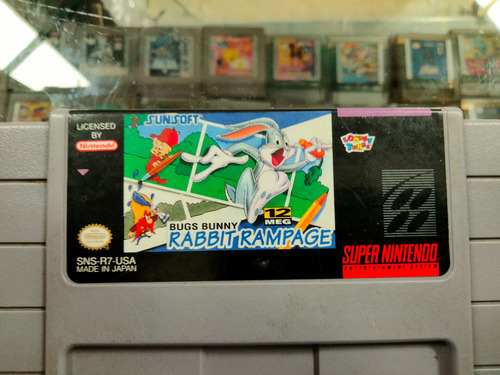 LICENSED
BY
Nintendo
SUNSOFT
LOONEY
TUNES
12
MEG
BUGS BUNNY
RABBIT RAMPAGE
SNS-R7-USA
MADE IN JAPAN
SUPER NINTENDO
ENTERTAINMENT SYSTEM